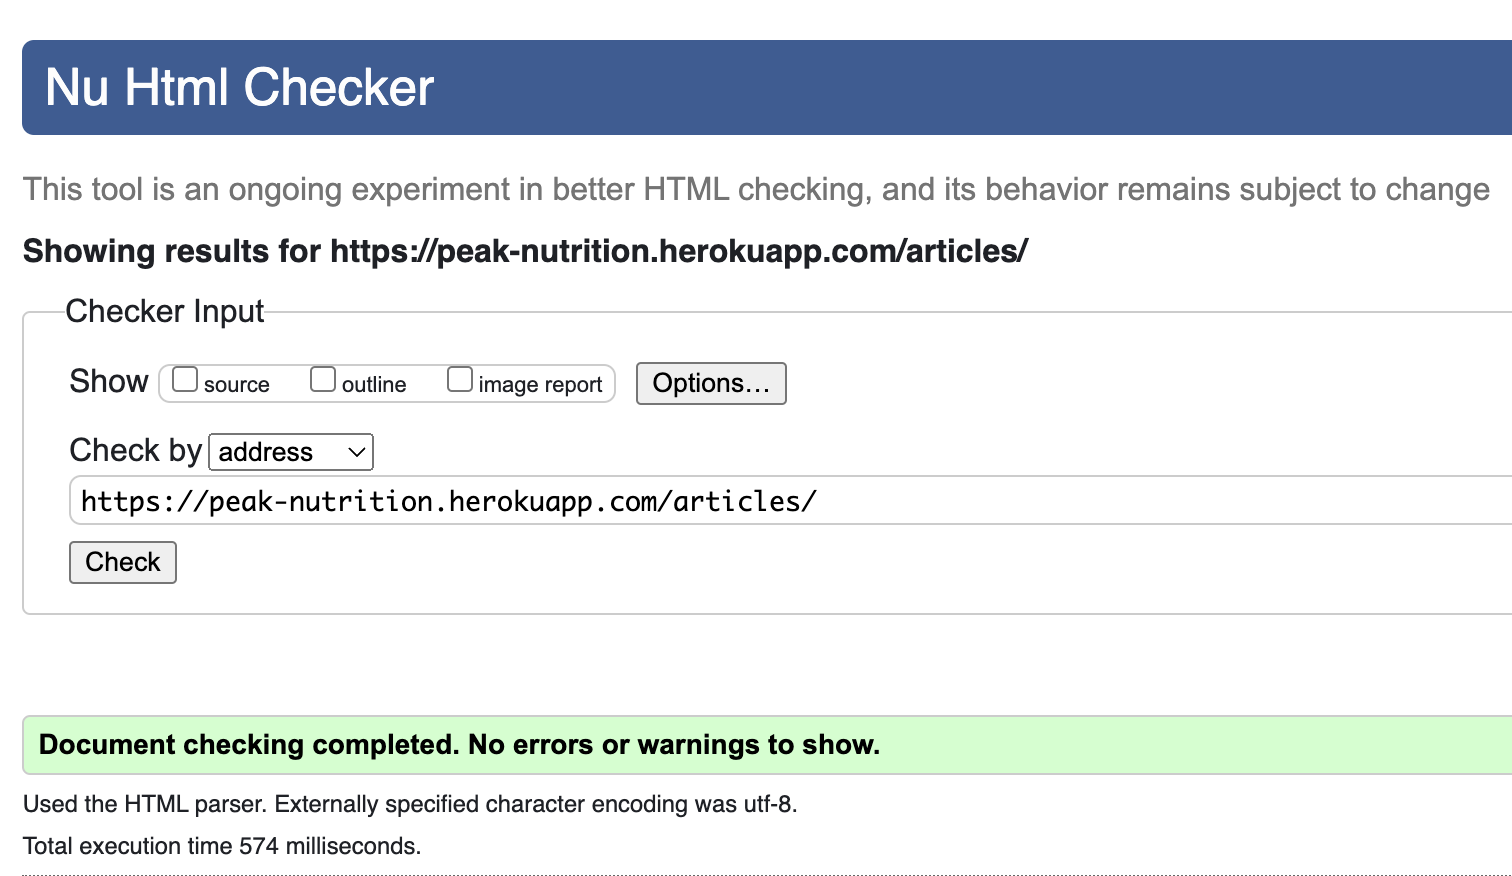 Nu Html Checker
This tool is an ongoing experiment in better HTML checking, and its behavior remains subject to change
Showing results for https://peak-nutrition.herokuapp.com/articles/
Checker Input
Show source outline image report Options...
Check by address
https://peak-nutrition.herokuapp.com/articles/
Check
Document checking completed. No errors or warnings to show.
Used the HTML parser. Externally specified character encoding was utf-8.
Total execution time 574 milliseconds.